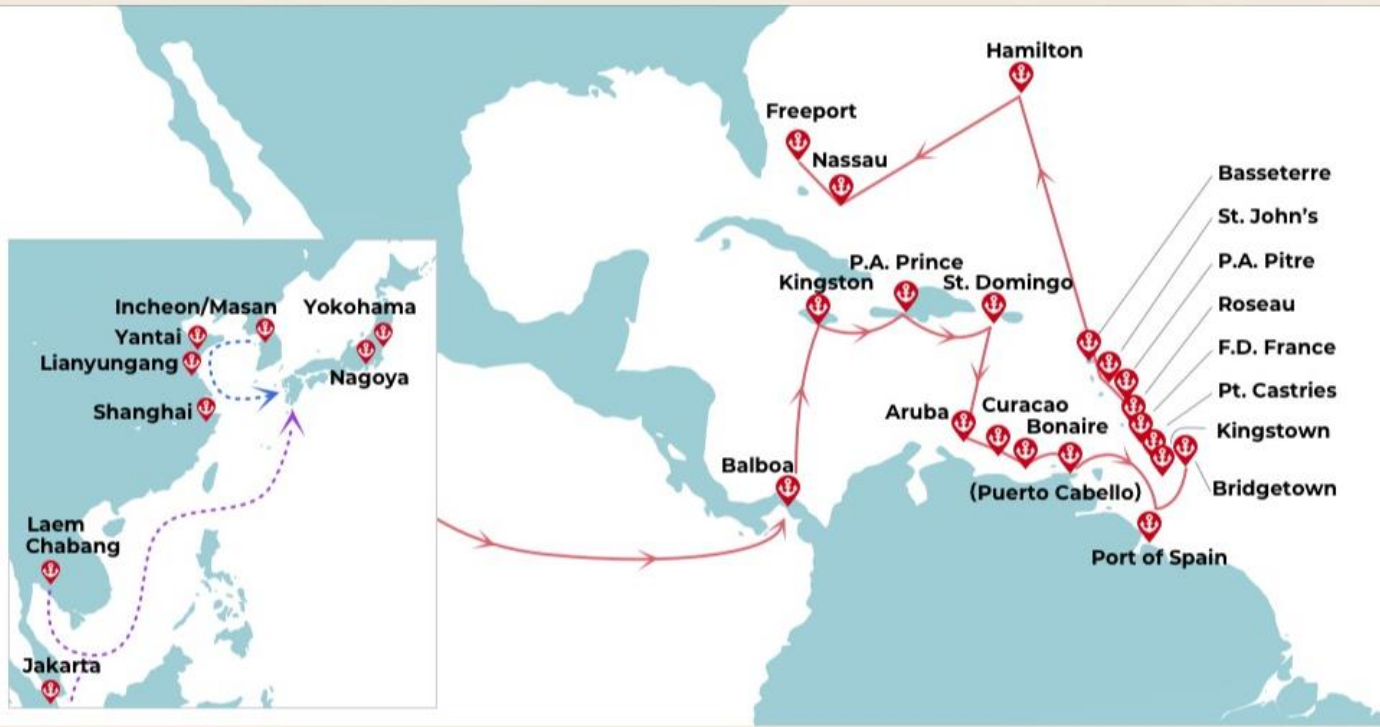 Hamilton
Freeport
Nassau
Basseterre
St. John's
P.A. Pitre
Roseau
F.D. France
Pt. Castries
Kingstown
Bridgetown
P.A. Prince
Kingston
St. Domingo
Aruba
Curacao
Bonaire
(Puerto Cabello)
Balboa
Port of Spain
Incheon/Masan
Yokohama
Yantai
Lianyungang
Nagoya
Shanghai
Laem
Chabang
Jakarta